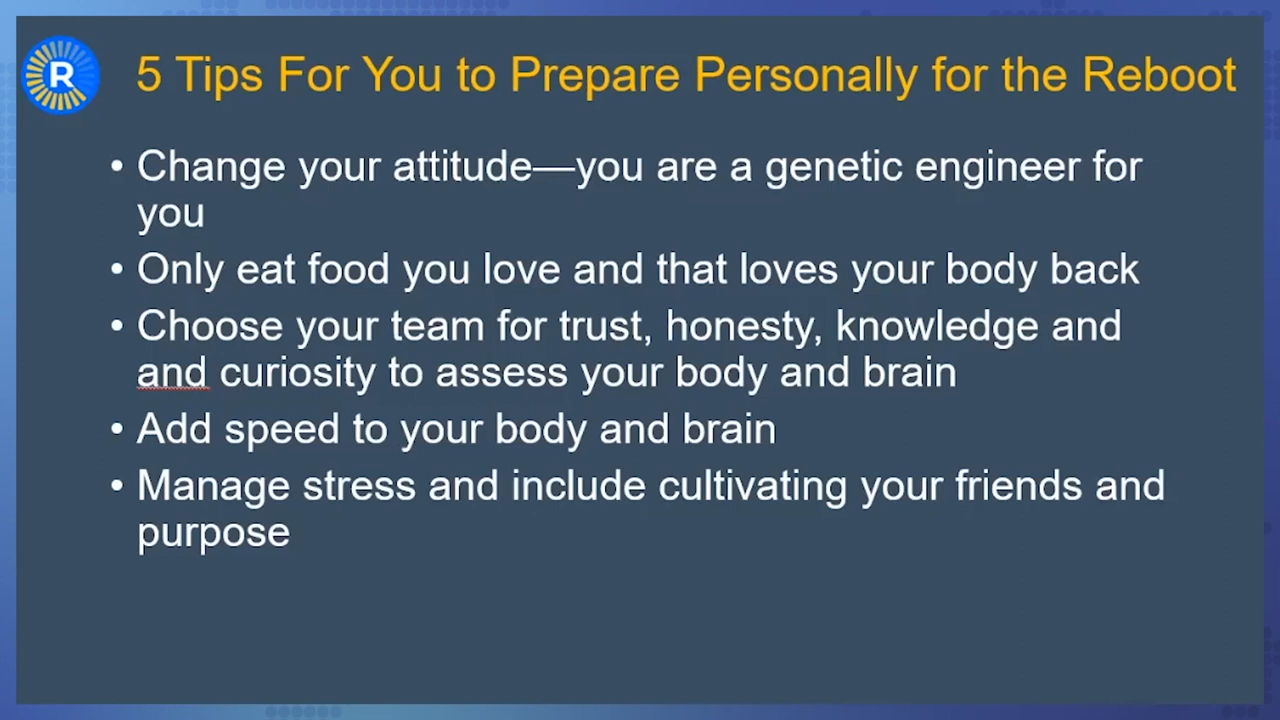 R
5 Tips For You to Prepare Personally for the Reboot
• Change your attitude—you are a genetic engineer for
you
• Only eat food you love and that loves your body back
• Choose your team for trust, honesty, knowledge and
and curiosity to assess your body and brain
• Add speed to your body and brain
• Manage stress and include cultivating your friends and
purpose